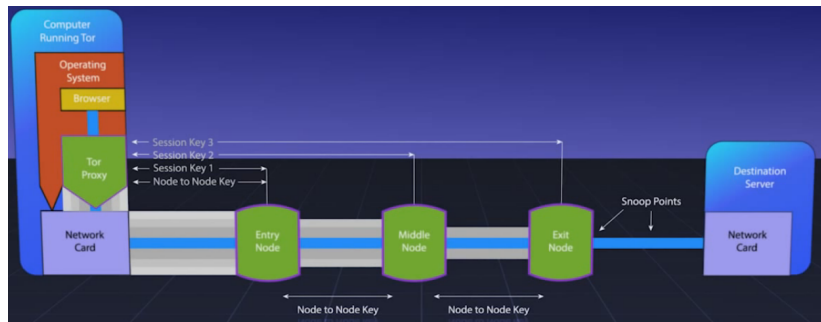 Computer
Running Tor
Operating
System
Browser
Tor
Proxy
Session Key 3
Session Key 2
Session Key 1
Node to Node Key
Network
Card
Entry
Node
Middle
Node
Exit
Node
Snoop Points
Destination
Server
Network
Card
Node to Node Key
Node to Node Key